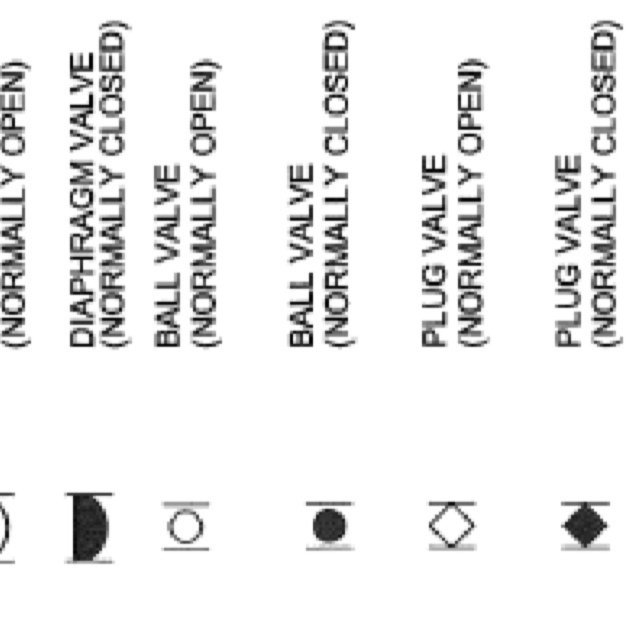 (NORMALLY OPEN)
DIAPHRAGM VALVE
(NORMALLY CLOSED)
BALL VALVE
(NORMALLY OPEN)
BALL VALVE
(NORMALLY CLOSED)
PLUG VALVE
(NORMALLY OPEN)
PLUG VALVE
(NORMALLY CLOSED)